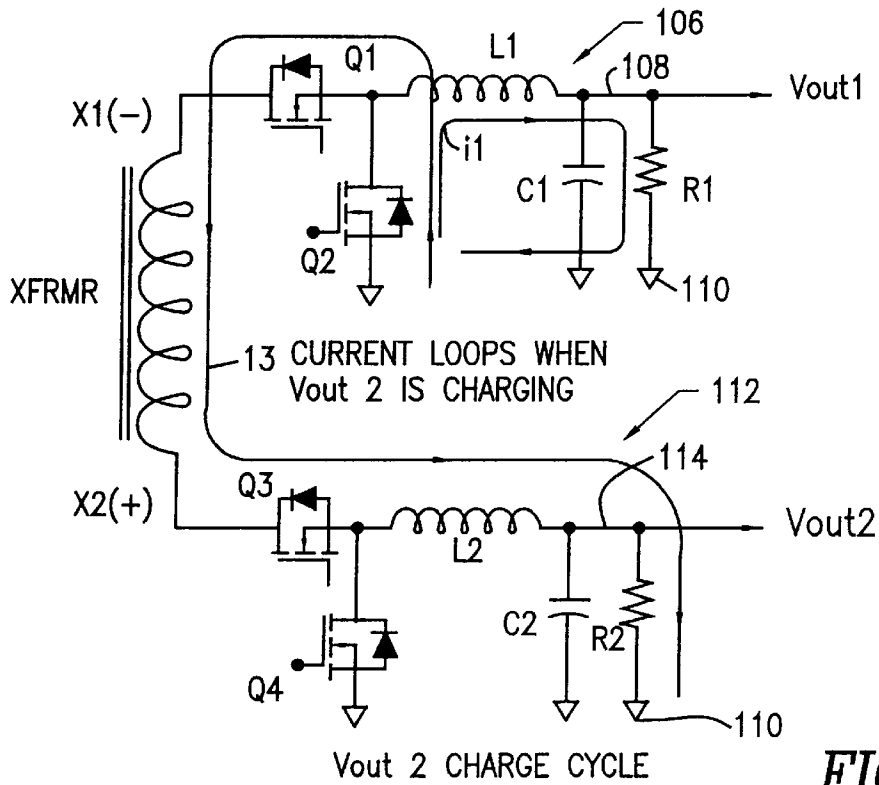 106
L1
Q1
108
Vout1
X1(-)
i1
C1
R1
Q2
110
XFRMR
13 CURRENT LOOPS WHEN
Vout 2 IS CHARGING
112
114
Q3
X2(+)
Vout2
L2
C2
R2
Q4
110
Vout 2 CHARGE CYCLE